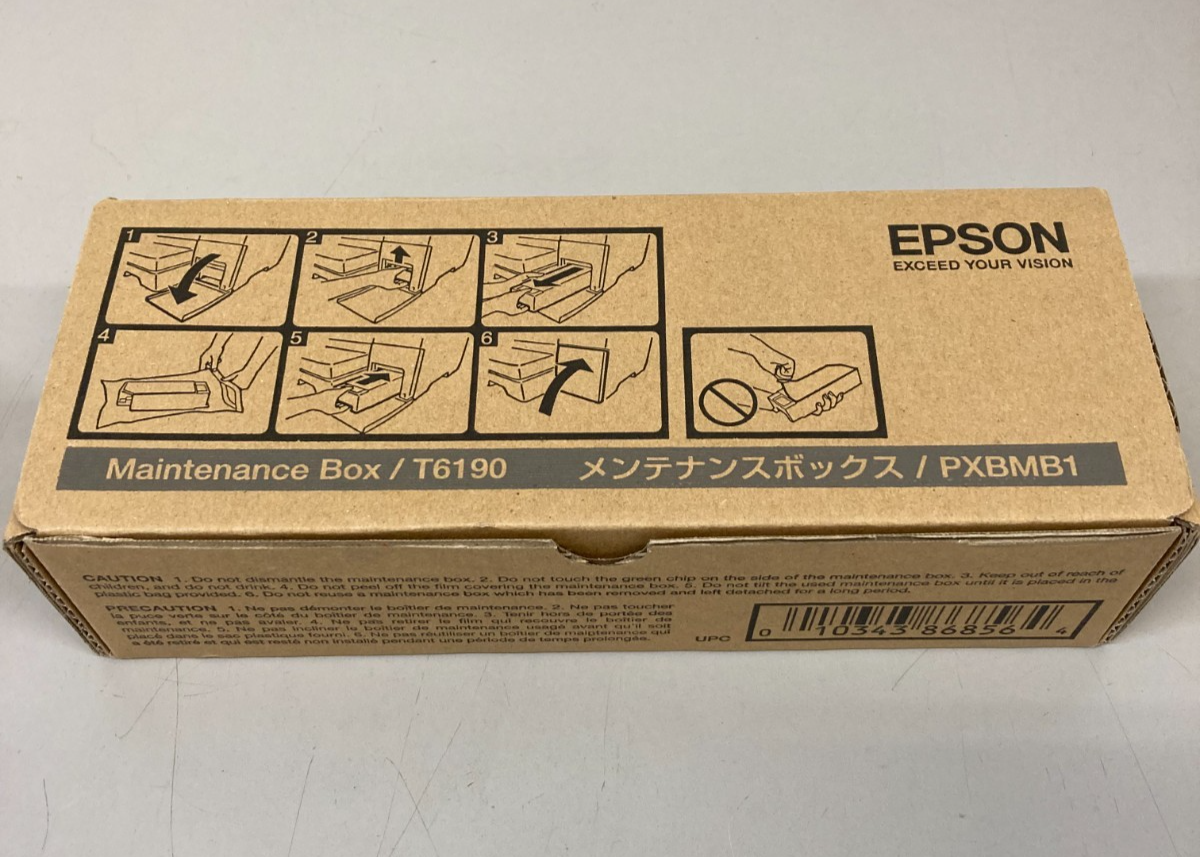 EPSON
EXCEED YOUR VISION
1
2
3
4
5
6
Maintenance Box / T6190
メンテナンスボックス / PXBMB1
CAUTION 1. Do not dismantle the maintenance box. 2. Do not touch the green chip on the side of the maintenance box. 3. Keep out of reach of
children, and do not drink. 4. Do not peel off the film covering the maintenance box. 5. Do not tilt the used maintenance box until it is placed in the
plastic bag provided. 6. Do not reuse a maintenance box which has been removed and left detached for a long period.
PRECAUTION 1. Ne pas démonter le boîtier de maintenance. 2. Ne pas toucher
la puce verte sur le côté du boîtier de maintenance. 3. Tenir hors de portée des
enfants, et ne pas avaler. 4. Ne pas retirer le film qui recouvre le boîtier de
maintenance. 5. Ne pas incliner le boîtier de maintenance usagé avant qu'il soit
placé dans le sac plastique fourni. 6. Ne pas réutiliser un boîtier de maintenance qui
a été retiré et qui est resté non installé pendant une période de temps prolongée.
UPC
0 10343 86856 4